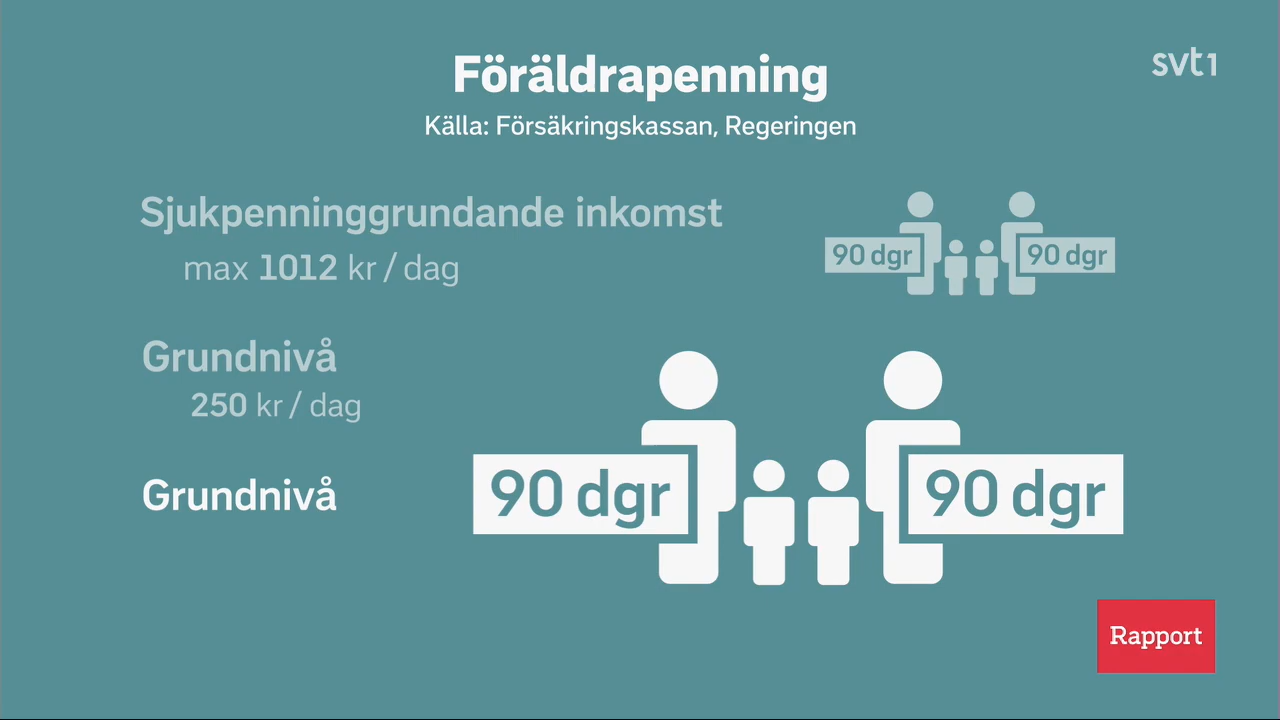 Föräldrapenning
svt1
Källa: Försäkringskassan, Regeringen
Sjukpenninggrundande inkomst
max 1012 kr / dag
90 dgr
90 dgr
Grundnivå
250 kr / dag
Grundnivå
90 dgr
90 dgr
Rapport